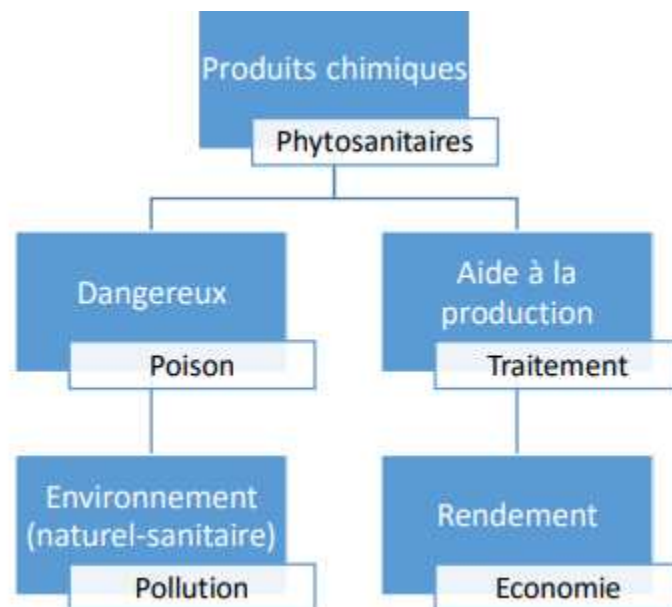 Produits chimiques
Phytosanitaires
Dangereux
Poison
Aide à la
production
Traitement
Environnement
(naturel-sanitaire)
Pollution
Rendement
Economie